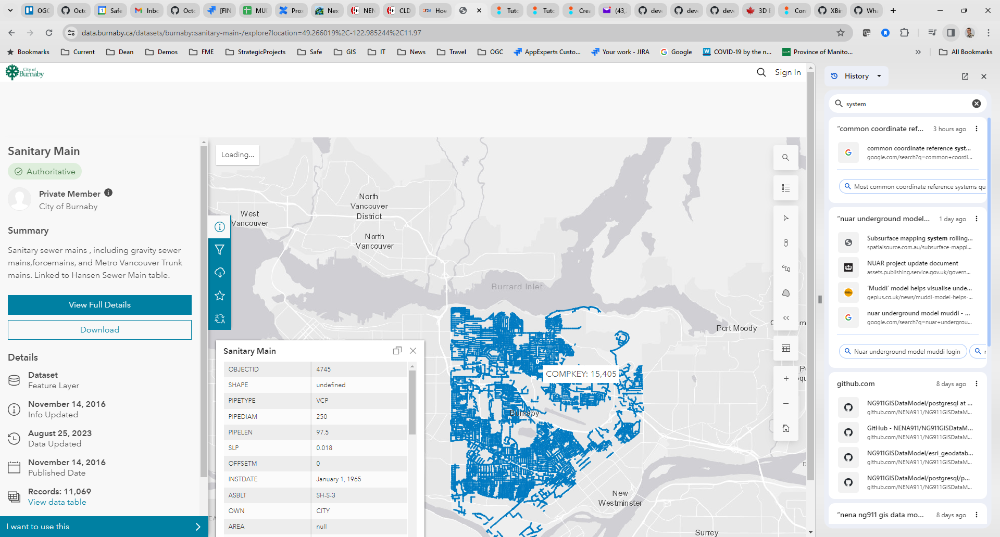 OGC
Octo
Safe
Inbo
Octo
[FIN
MUI
Prox
Nex
NEN
CLD
How
Tuto
Tuto
Crea
(43,
deve
deve
deve
3D E
Con
XBir
Wha
data.burnaby.ca/datasets/burnaby::sanitary-main-/explore?location=49.266019%2C-122.985244%2C11.97
Bookmarks
Current
Dean
Demos
FME
StrategicProjects
Safe
GIS
IT
News
Travel
OGC
AppExperts Custo...
Your work - JIRA
Google
COVID-19 by the n...
Province of Manito...
All Bookmarks
City of
Burnaby
Sign In
Sanitary Main
Authoritative
Private Member
City of Burnaby
Summary
Sanitary sewer mains , including gravity sewer
mains,forcemains, and Metro Vancouver Trunk
mains. Linked to Hansen Sewer Main table.
View Full Details
Download
Details
Dataset
Feature Layer
November 14, 2016
Info Updated
August 25, 2023
Data Updated
November 14, 2016
Published Date
Records: 11,069
View data table
I want to use this
Loading...
West
Vancouver
North
Vancouver
District
North
Vancouver
Burrard Inlet
Port Moody
COMPKEY: 15,405
Burnaby
New
Westminster
Surrey
Sanitary Main
OBJECTID 4745
SHAPE undefined
PIPETYPE VCP
PIPEDIAM 250
PIPELEN 97.5
SLP 0.018
OFFSETM 0
INSTDATE January 1, 1965
ASBLT SH-S-3
OWN CITY
AREA null
History
system
"common coordinate ref... 3 hours ago
common coordinate reference syst...
google.com/search?q=common+coordi...
Most common coordinate reference systems qu
"nuar underground model... 1 day ago
Subsurface mapping system rolling...
spatialsource.com.au/subsurface-mappi...
NUAR project update document
assets.publishing.service.gov.uk/govern...
'Muddi' model helps visualise unde...
geplus.co.uk/news/muddi-model-helps-...
nuar underground model muddi - ...
google.com/search?q=nuar+undergrou...
Nuar underground model muddi login
github.com 8 days ago
NG911GISDataModel/postgresql at ...
github.com/NENA911/NG911GISDataM...
GitHub - NENA911/NG911GISDataM...
github.com/NENA911/NG911GISDataM...
NG911GISDataModel/esri_geodatab...
github.com/NENA911/NG911GISDataM...
NG911GISDataModel/postgresql/p...
github.com/NENA911/NG911GISDataM...
"nena ng911 gis data mo... 8 days ago